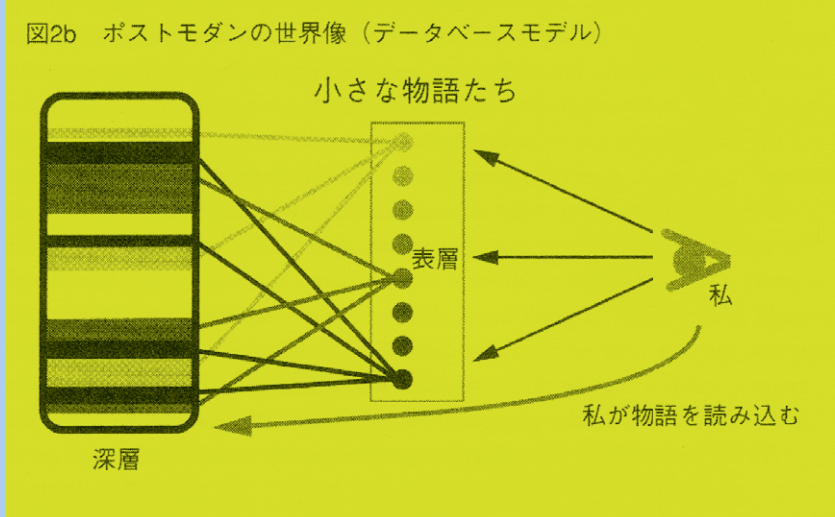 図2b ポストモダンの世界像（データベースモデル）
小さな物語たち
表層
私
私が物語を読み込む
深層